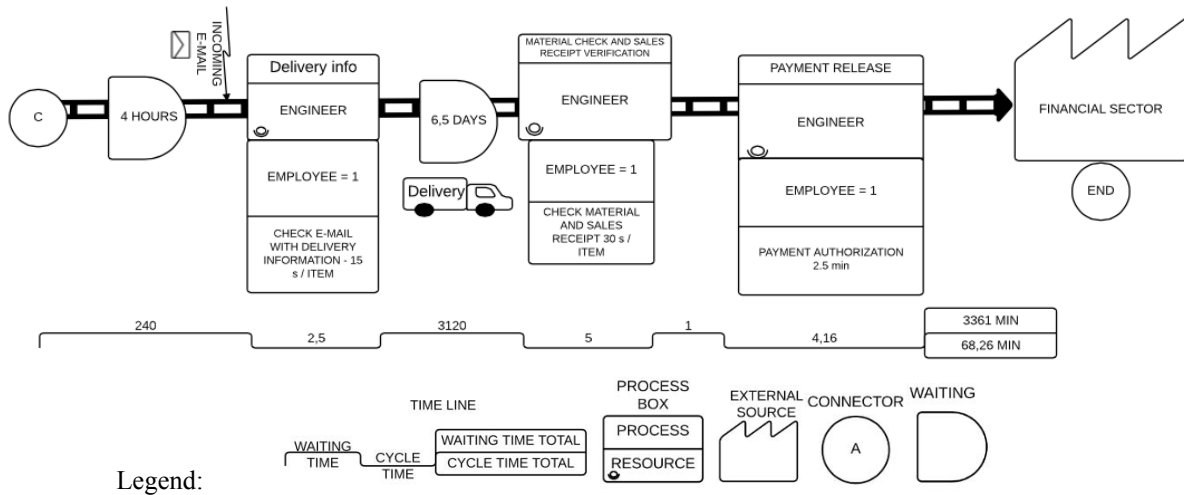 INCOMING
E-MAIL
C
4 HOURS
Delivery info
ENGINEER
EMPLOYEE = 1
CHECK E-MAIL
WITH DELIVERY
INFORMATION - 15
s / ITEM
6,5 DAYS
Delivery
MATERIAL CHECK AND SALES
RECEIPT VERIFICATION
ENGINEER
EMPLOYEE = 1
CHECK MATERIAL
AND SALES
RECEIPT 30 s /
ITEM
PAYMENT RELEASE
ENGINEER
EMPLOYEE = 1
PAYMENT AUTHORIZATION
2.5 min
FINANCIAL SECTOR
END
240
2,5
3120
5
1
4,16
3361 MIN
68,26 MIN
Legend:
TIME LINE
WAITING
TIME
CYCLE
TIME
WAITING TIME TOTAL
CYCLE TIME TOTAL
PROCESS
BOX
PROCESS
RESOURCE
EXTERNAL
SOURCE
CONNECTOR
A
WAITING